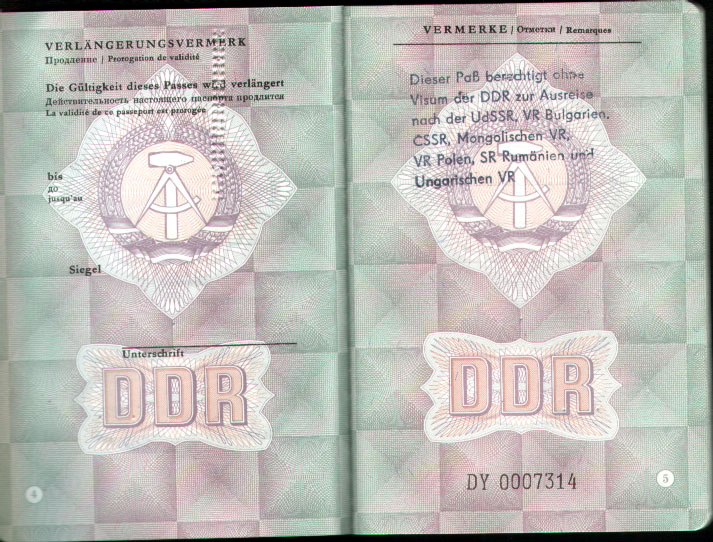 VERLÄNGERUNGSVERMERK
Продление / Prorogation de validité
Die Gültigkeit dieses Passes wird verlängert
Действительность настоящего паспорта продлится
La validité de ce passeport est prorogée
bis
до
jusqu'au
Siegel
Unterschrift
DDR
4
VERMERKE / Отметки / Remarques
Dieser Paß berechtigt ohne
Visum der DDR zur Ausreise
nach der UdSSR, VR Bulgarien,
CSSR, Mongolischen VR,
VR Polen, SR Rumänien und
Ungarischen VR
DDR
DY 0007314
5